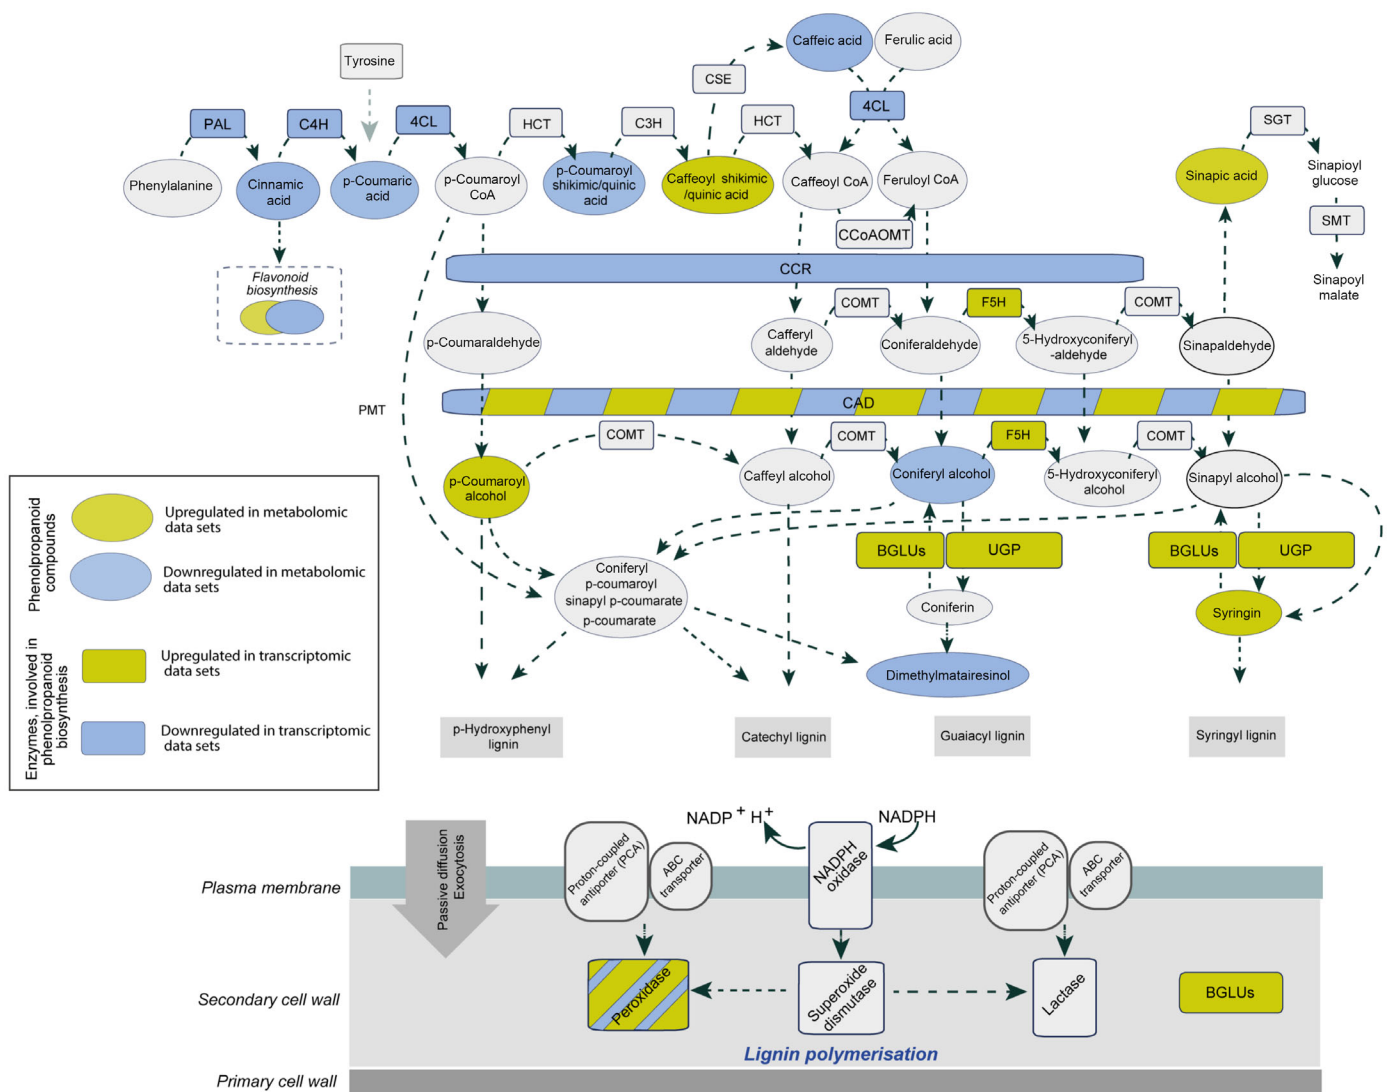 Caffeic acid
Ferulic acid
Tyrosine
CSE
4CL
PAL
C4H
4CL
HCT
C3H
HCT
SGT
Phenylalanine
Cinnamic
acid
p-Coumaric
acid
p-Coumaroyl
CoA
p-Coumaroyl
shikimic/quinic
acid
Caffeoyl shikimic
/quinic acid
Caffeoyl CoA
Feruloyl CoA
Sinapic acid
Sinapioyl
glucose
SMT
CCoAOMT
Sinapoyl
malate
Flavonoid
biosynthesis
CCR
COMT
F5H
COMT
p-Coumaraldehyde
Cafferyl
aldehyde
Coniferaldehyde
5-Hydroxyconiferyl
-aldehyde
Sinapaldehyde
PMT
CAD
COMT
COMT
F5H
COMT
p-Coumaroyl
alcohol
Caffeyl alcohol
Coniferyl alcohol
5-Hydroxyconiferyl
alcohol
Sinapyl alcohol
BGLUs
UGP
BGLUs
UGP
Coniferyl
p-coumaroyl
sinapyl p-coumarate
p-coumarate
Coniferin
Syringin
Dimethylmatairesinol
p-Hydroxyphenyl
lignin
Catechyl lignin
Guaiacyl lignin
Syringyl lignin
Phenolpropanoid
compounds
Upregulated in metabolomic
data sets
Downregulated in metabolomic
data sets
Enzymes, involved in
phenolpropanoid
biosynthesis
Upregulated in transcriptomic
data sets
Downregulated in transcriptomic
data sets
NADP + H+
NADPH
Passive diffusion
Exocytosis
Proton-coupled
antiporter (PCA)
ABC
transporter
NADPH
oxidase
Proton-coupled
antiporter (PCA)
ABC
transporter
Plasma membrane
Secondary cell wall
Peroxidase
Superoxide
dismutase
Lactase
BGLUs
Lignin polymerisation
Primary cell wall